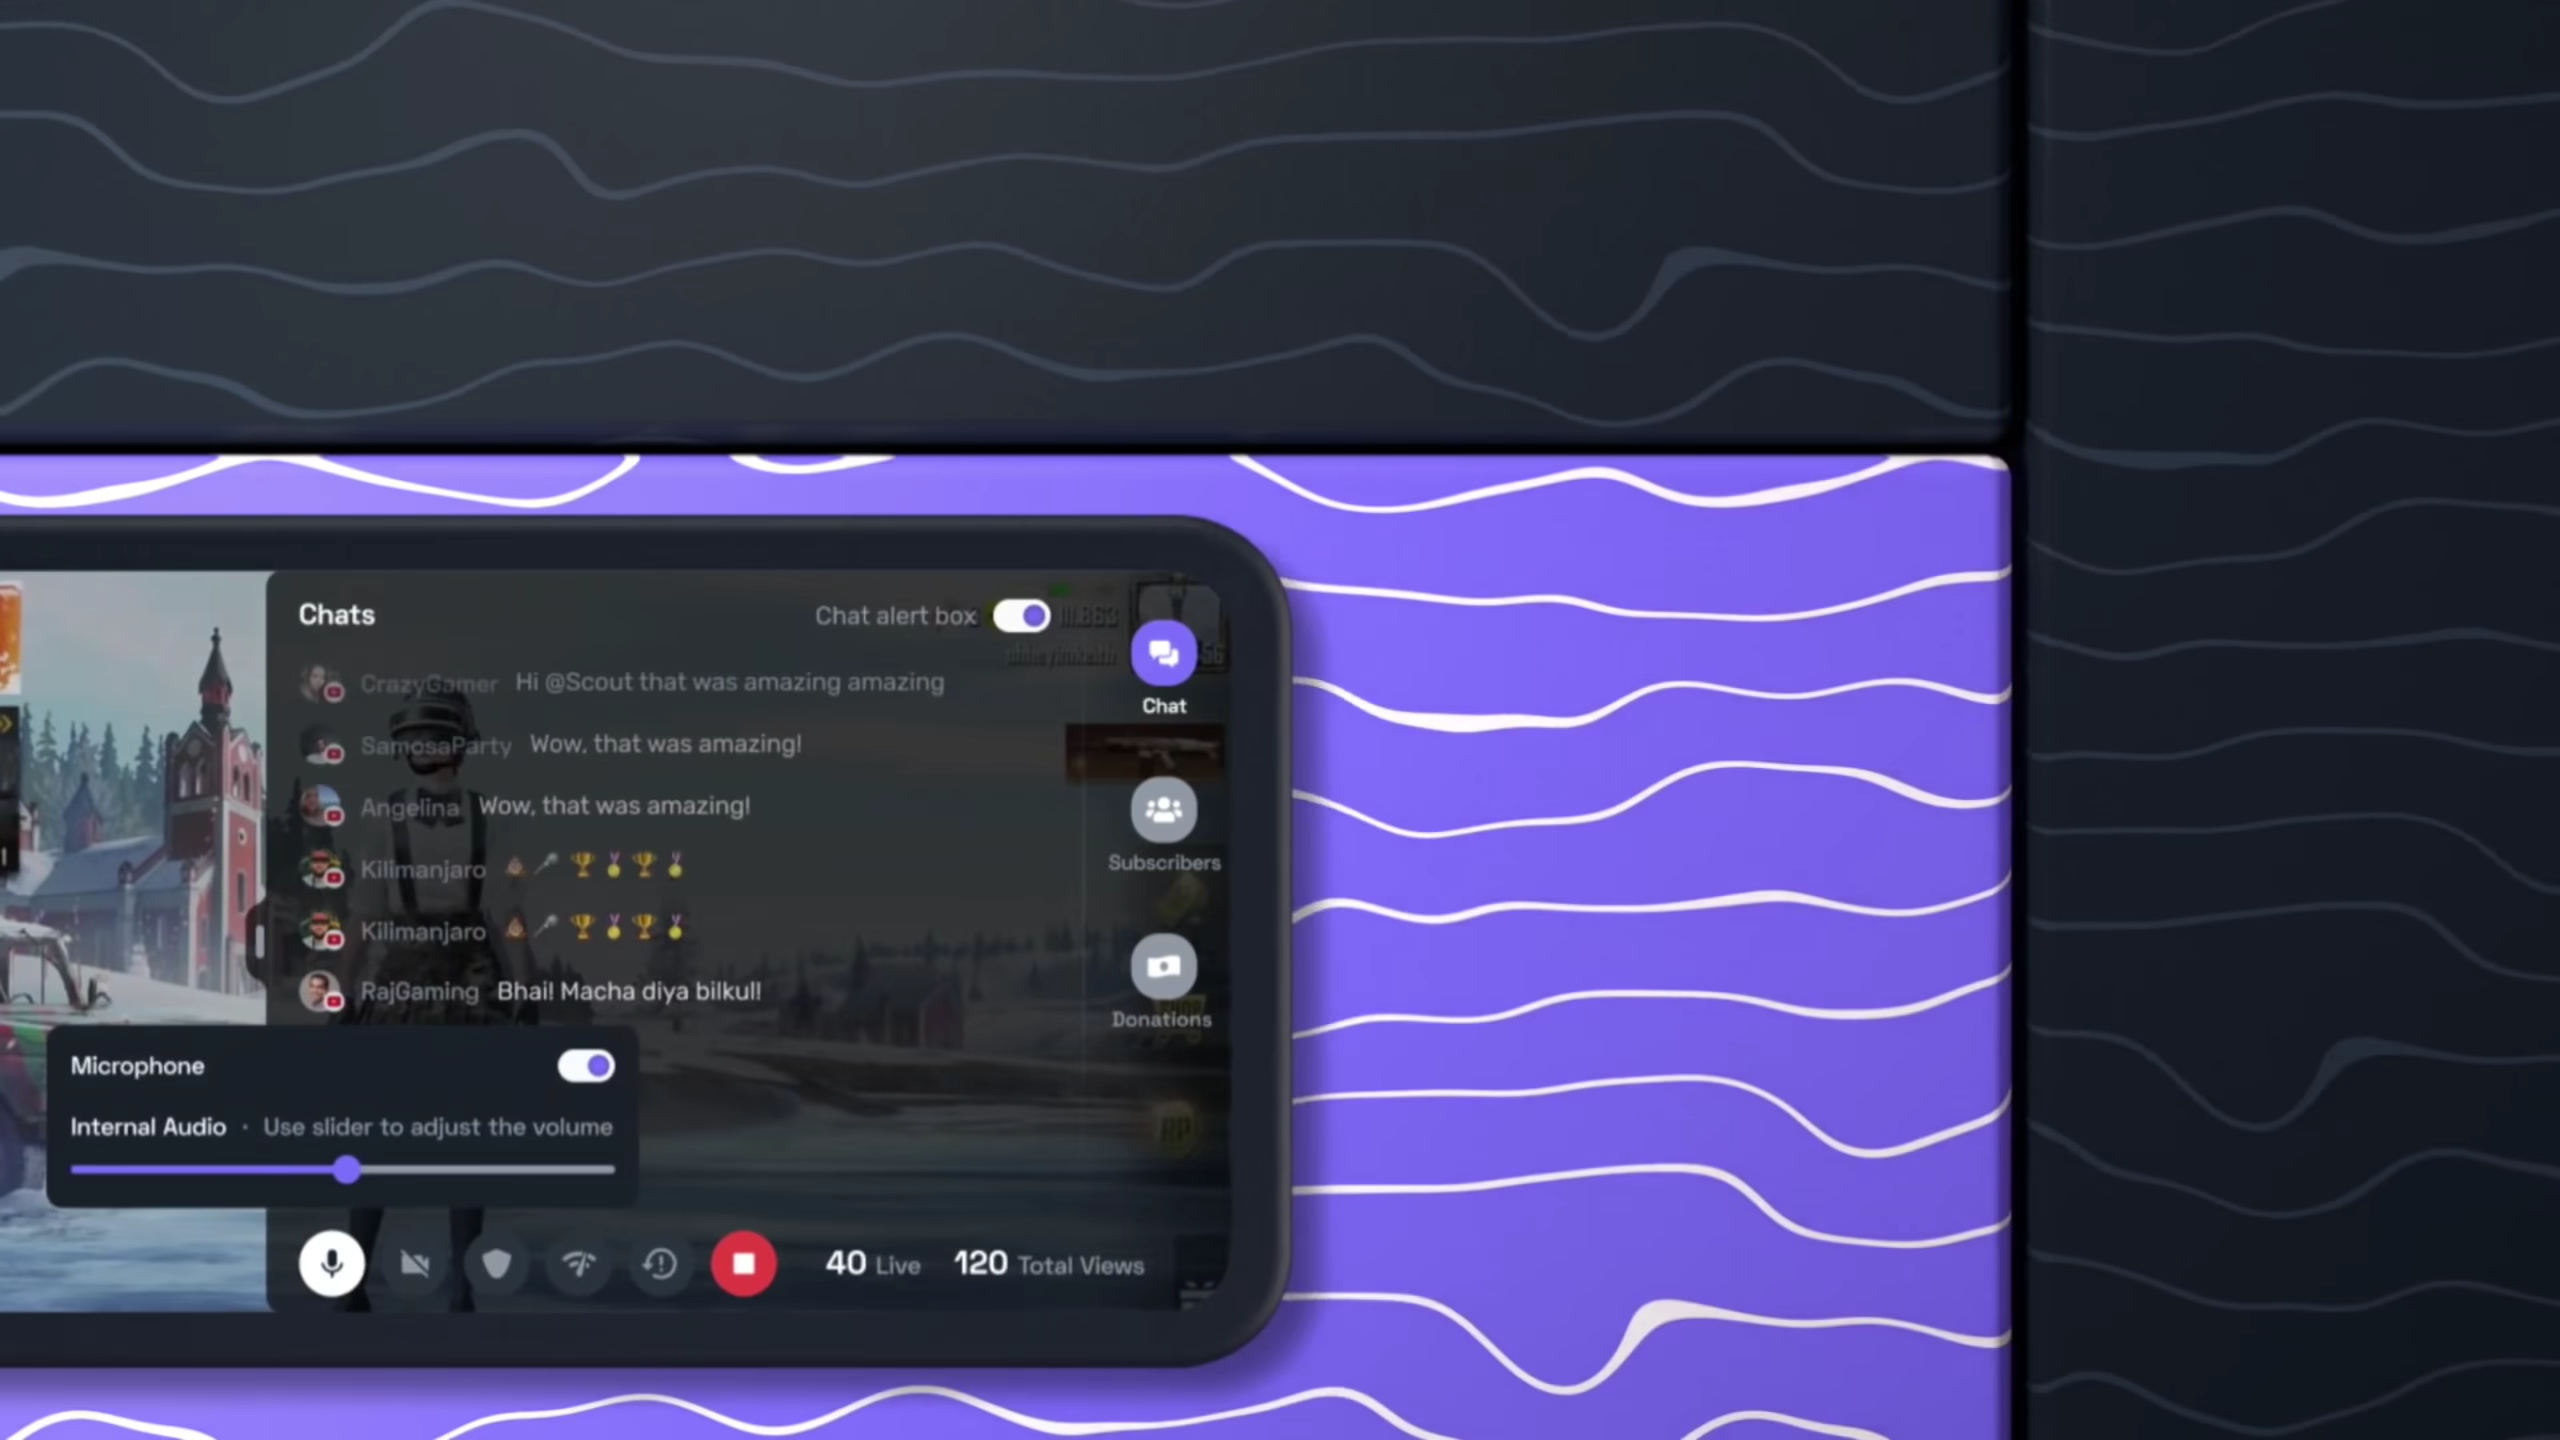 Chats
Chat alert box
CrazyGamer Hi @Scout that was amazing amazing
Chat
SamosaParty Wow, that was amazing!
Angelina Wow, that was amazing!
Subscribers
Kilimanjaro
Kilimanjaro
RajGaming Bhai! Macha diya bilkul!
Donations
Microphone
Internal Audio · Use slider to adjust the volume
RP
40 Live 120 Total Views